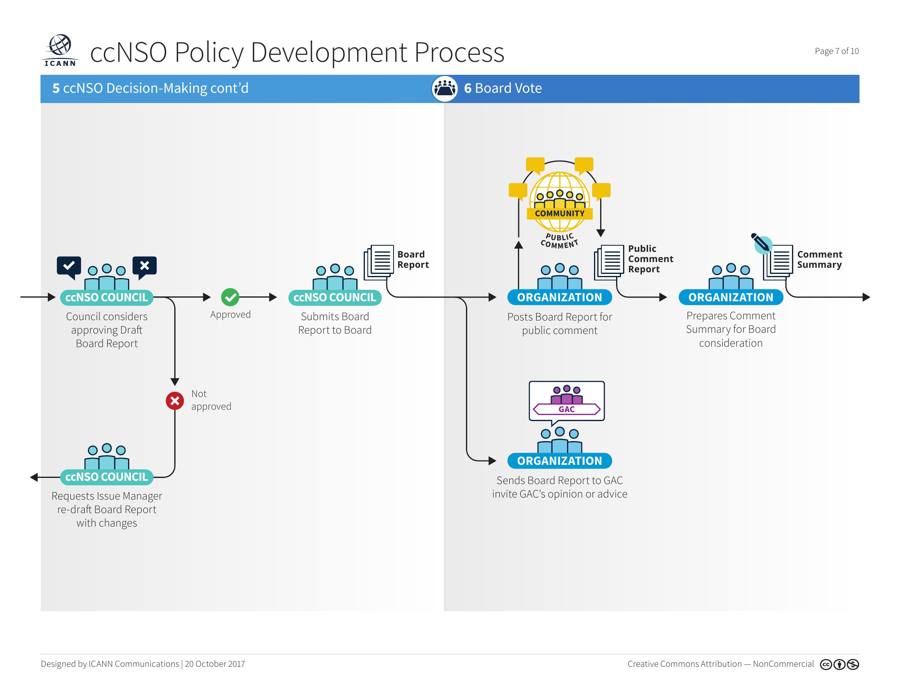 ICANN
ccNSO Policy Development Process
Page 7 of 10
5 ccNSO Decision-Making cont’d
6 Board Vote
COMMUNITY
PUBLIC
COMMENT
Board
Report
Public
Comment
Report
Comment
Summary
ccNSO COUNCIL
Council considers
approving Draft
Board Report
Approved
ccNSO COUNCIL
Submits Board
Report to Board
ORGANIZATION
Posts Board Report for
public comment
ORGANIZATION
Prepares Comment
Summary for Board
consideration
Not
approved
GAC
ccNSO COUNCIL
Requests Issue Manager
re-draft Board Report
with changes
ORGANIZATION
Sends Board Report to GAC
invite GAC’s opinion or advice
Designed by ICANN Communications | 20 October 2017
Creative Commons Attribution — NonCommercial